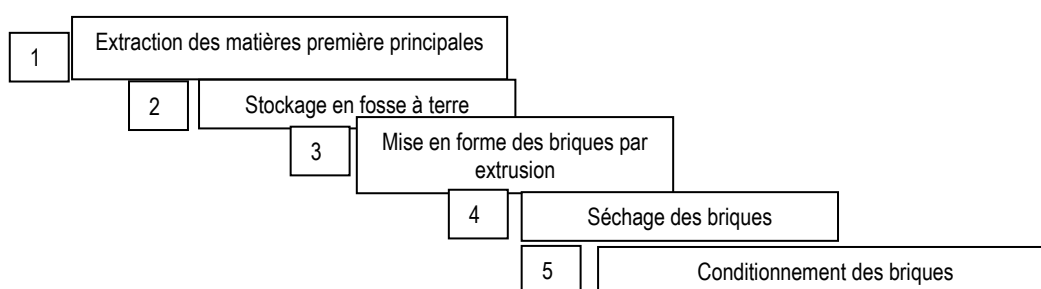 1
Extraction des matières première principales
2
Stockage en fosse à terre
3
Mise en forme des briques par
extrusion
4
Séchage des briques
5
Conditionnement des briques